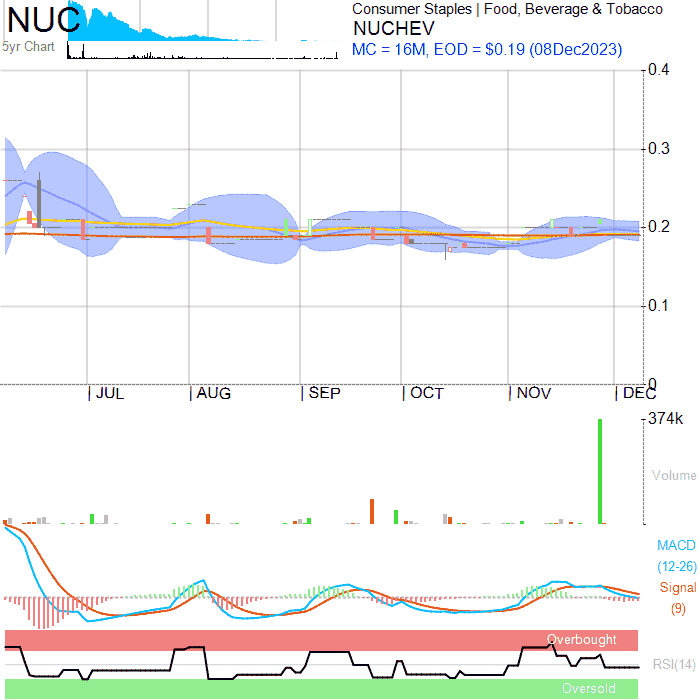 NUC
5yr Chart
Consumer Staples | Food, Beverage & Tobacco
NUCHEV
MC = 16M, EOD = $0.19 (08Dec2023)
0.4
0.3
0.2
0.1
0
JUL AUG SEP OCT NOV DEC
374k
Volume
MACD
(12-26)
Signal
(9)
Overbought
RSI(14)
Oversold